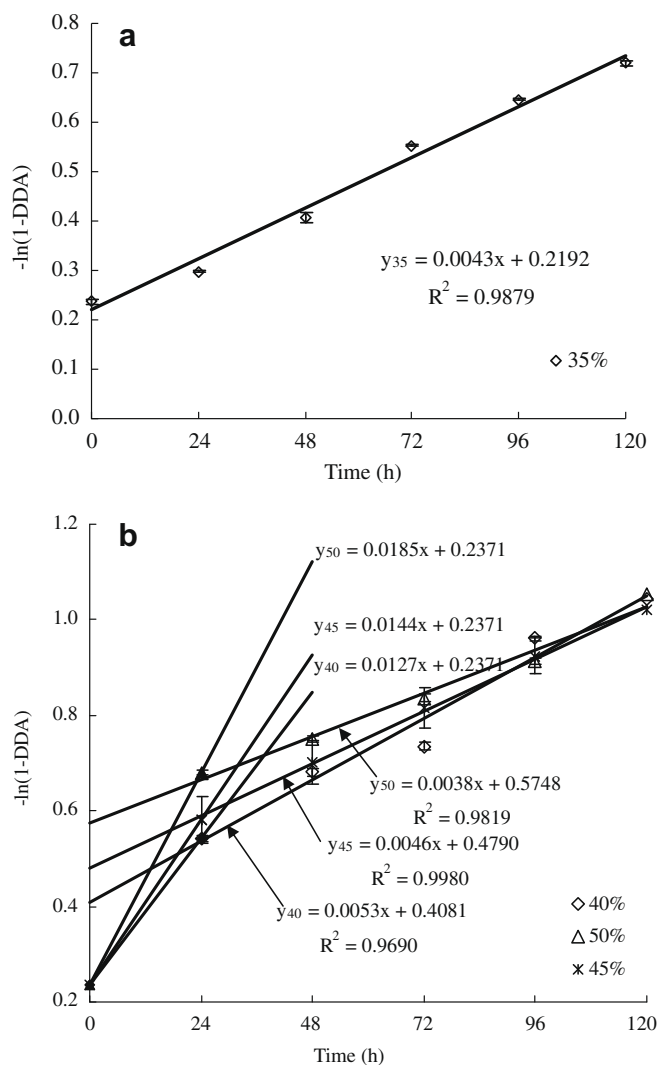 a
0.8
0.7
0.6
0.5
0.4
0.3
0.2
0.1
0.0
-ln(1-DDA)
y35 = 0.0043x + 0.2192
R2 = 0.9879
35%
0 24 48 72 96 120
Time (h)
b
1.2
1.0
0.8
0.6
0.4
0.2
-ln(1-DDA)
y50 = 0.0185x + 0.2371
y45 = 0.0144x + 0.2371
y40 = 0.0127x + 0.2371
y50 = 0.0038x + 0.5748
R2 = 0.9819
y45 = 0.0046x + 0.4790
R2 = 0.9980
y40 = 0.0053x + 0.4081
R2 = 0.9690
40%
50%
45%
0 24 48 72 96 120
Time (h)